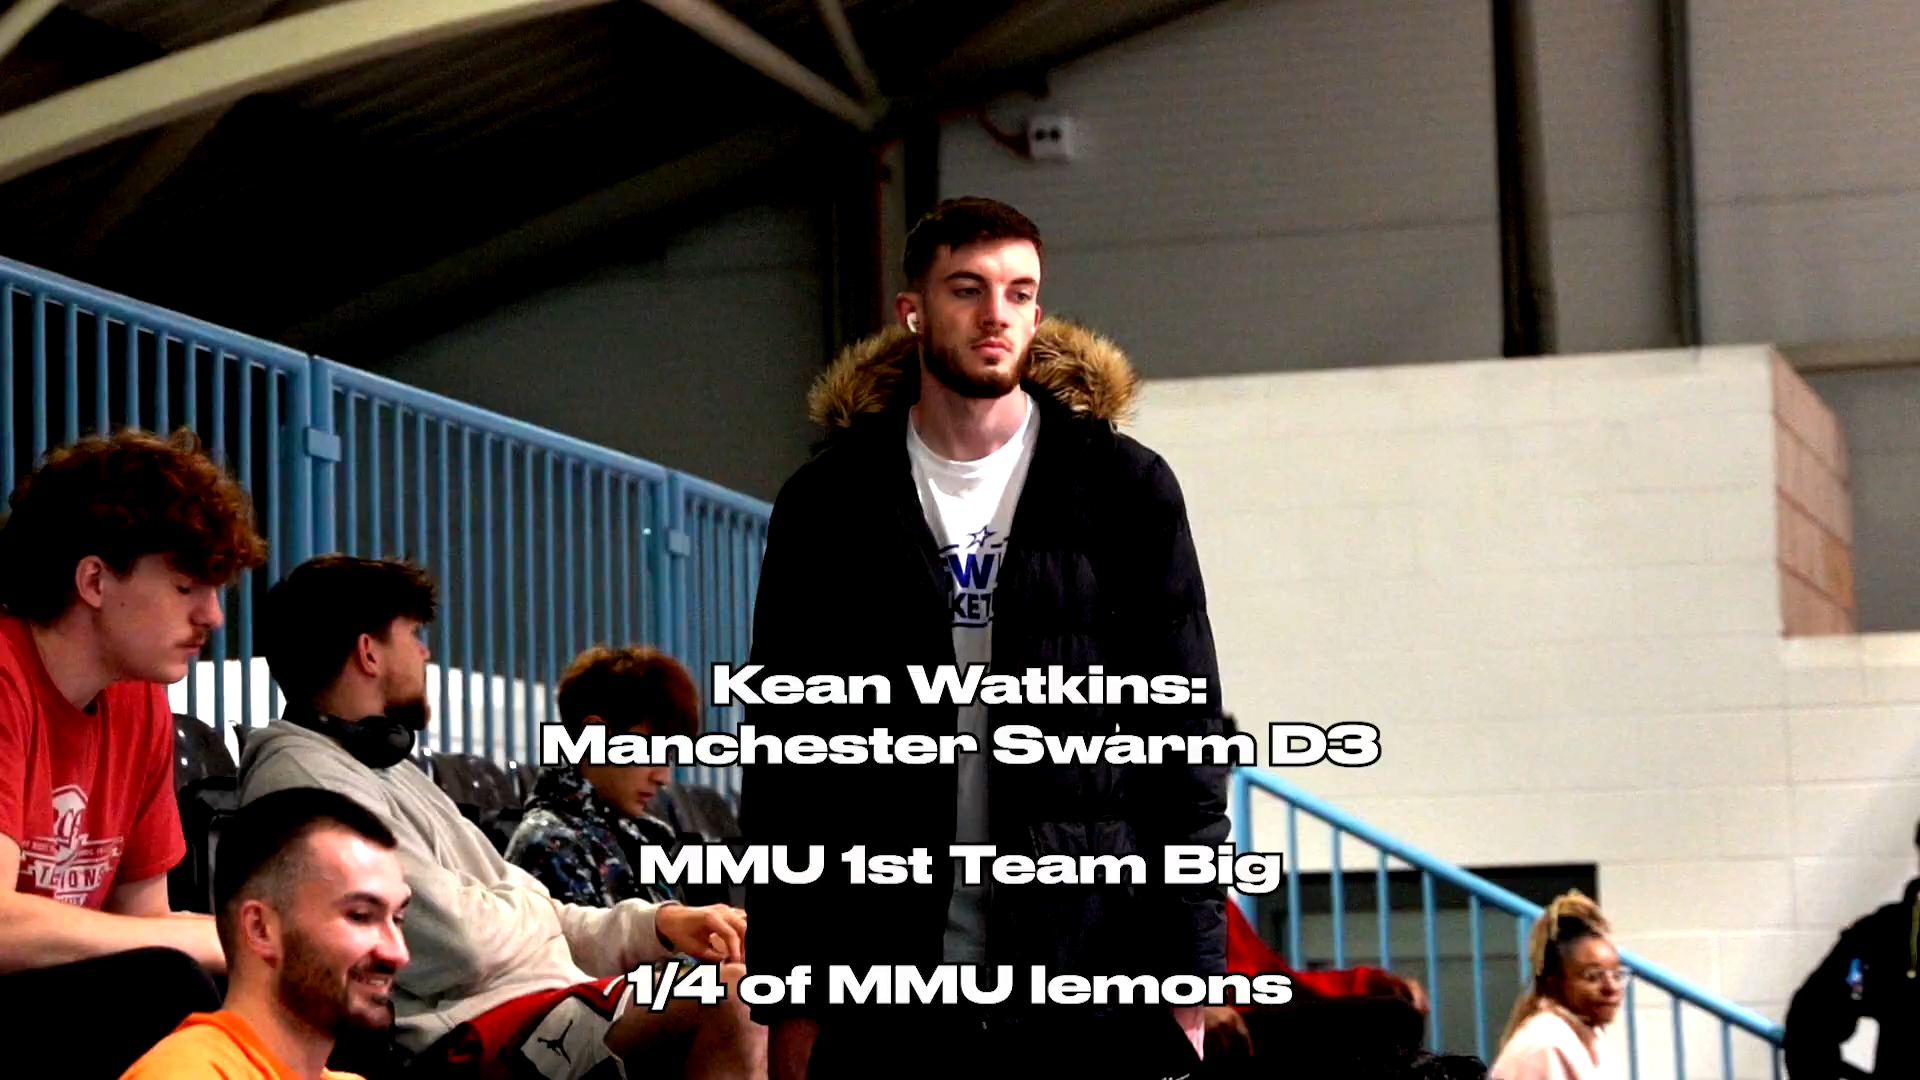 Kean Watkins:
Manchester Swarm D3
MMU 1st Team Big
1/4 of MMU lemons